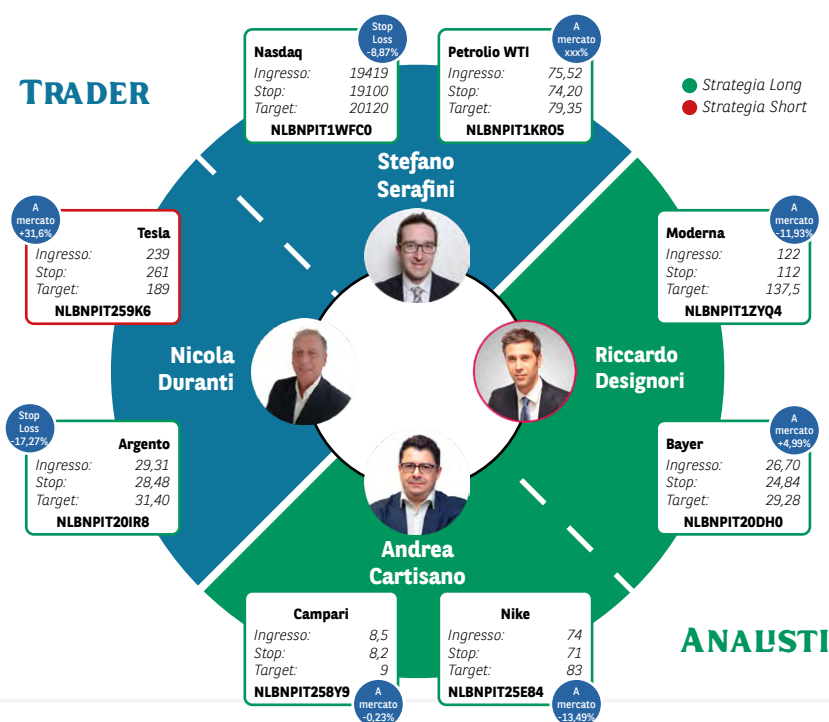 TRADER
Stop
Loss
-8,87%
Nasdaq
Ingresso: 19419
Stop: 19100
Target: 20120
NLBNPIT1WFC0
A
mercato
xxx%
Petrolio WTI
Ingresso: 75,52
Stop: 74,20
Target: 79,35
NLBNPIT1KRO5
Strategia Long
Strategia Short
Stefano
Serafini
A
mercato
+31,6%
Tesla
Ingresso: 239
Stop: 261
Target: 189
NLBNPIT259K6
A
mercato
-11,93%
Moderna
Ingresso: 122
Stop: 112
Target: 137,5
NLBNPIT1ZYQ4
Nicola
Duranti
Riccardo
Designori
Stop
Loss
-17,27%
Argento
Ingresso: 29,31
Stop: 28,48
Target: 31,40
NLBNPIT20IR8
A
mercato
+4,99%
Bayer
Ingresso: 26,70
Stop: 24,84
Target: 29,28
NLBNPIT20DH0
Andrea
Cartisano
Campari
Ingresso: 8,5
Stop: 8,2
Target: 9
NLBNPIT258Y9
A
mercato
-0,23%
Nike
Ingresso: 74
Stop: 71
Target: 83
NLBNPIT25E84
A
mercato
-13,49%
ANALISTI